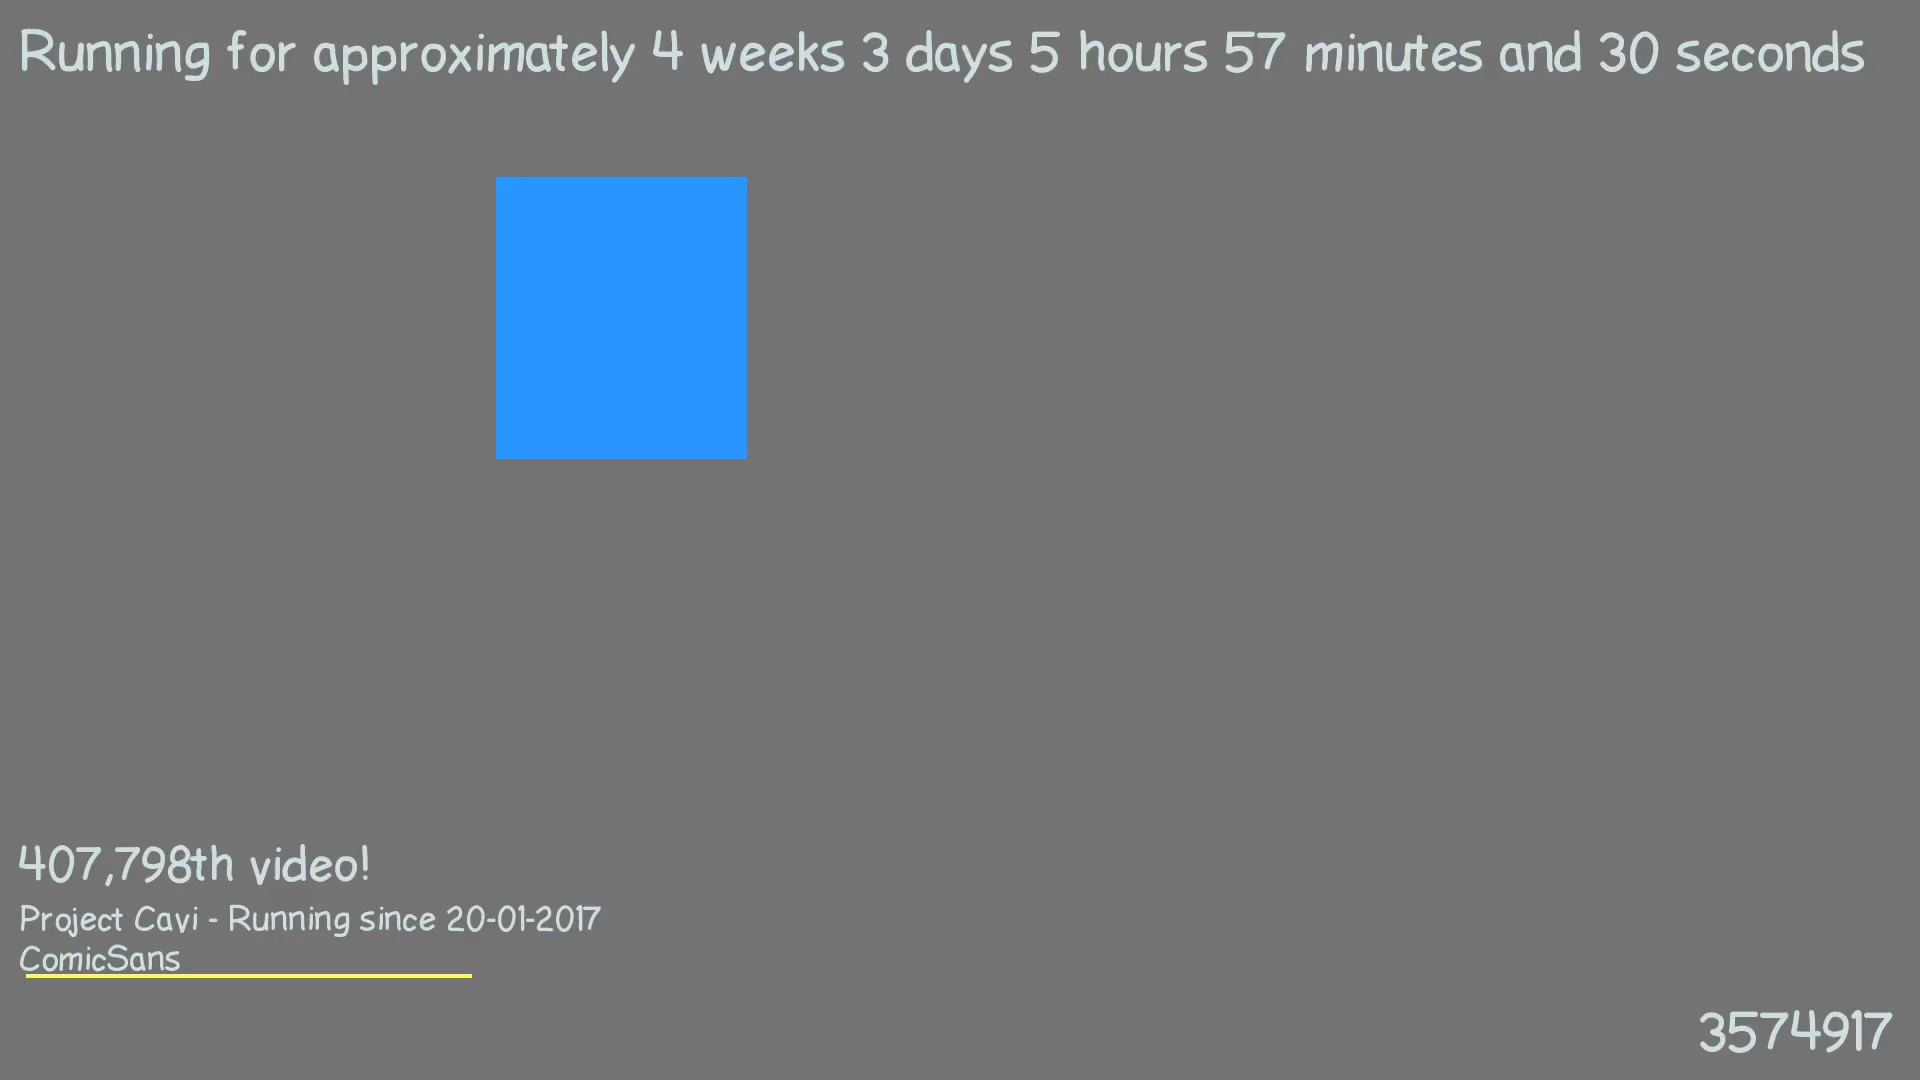 Running for approximately 4 weeks 3 days 5 hours 57 minutes and 30 seconds
407,798th video!
Project Cavi - Running since 20-01-2017
ComicSans
3574917